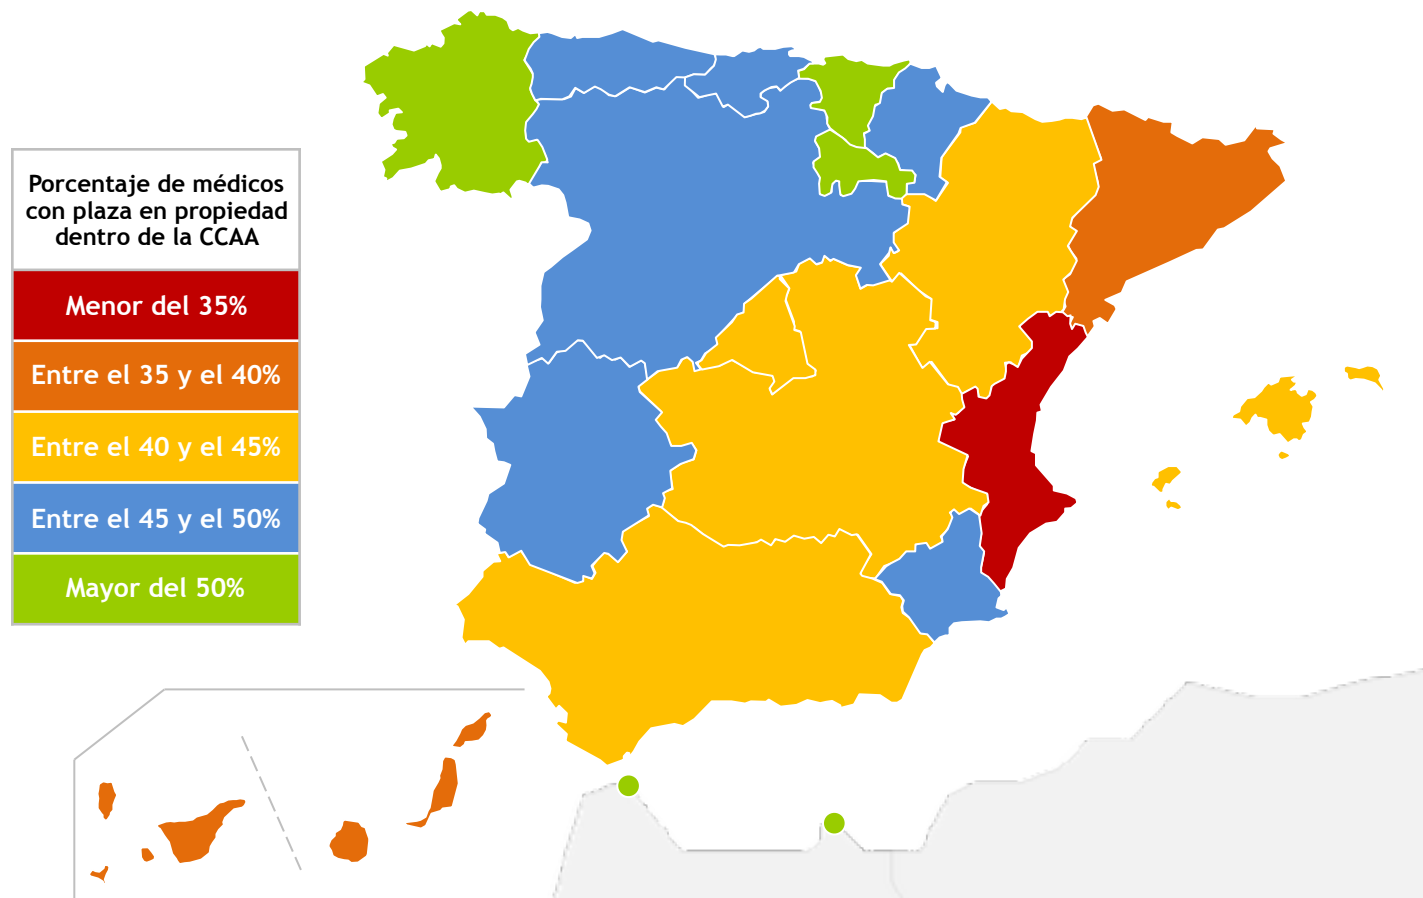 Porcentaje de médicos
con plaza en propiedad
dentro de la CCAA
Menor del 35%
Entre el 35 y el 40%
Entre el 40 y el 45%
Entre el 45 y el 50%
Mayor del 50%